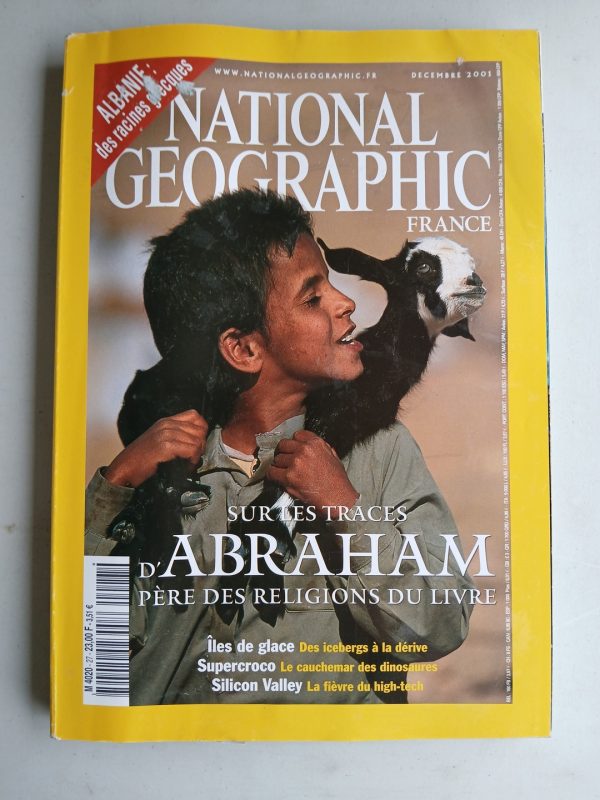 ALBANIE :
des racines grecques
WWW.NATIONALGEOGRAPHIC.FR
DECEMBRE 2001
NATIONAL
GEOGRAPHIC
FRANCE
SUR LES TRACES
D'ABRAHAM
PÈRE DES RELIGIONS DU LIVRE
Îles de glace Des icebergs à la dérive
Supercroco Le cauchemar des dinosaures
Silicon Valley La fièvre du high-tech
M 4020 - 27 - 23,00 F - 3,51 €